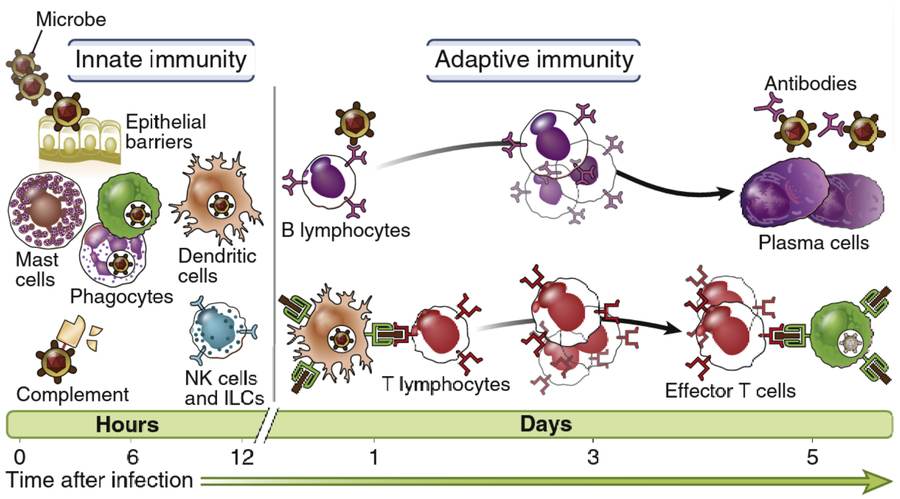 Microbe
Innate immunity
Adaptive immunity
Epithelial
barriers
Antibodies
Mast
cells
Phagocytes
Dendritic
cells
B lymphocytes
Plasma cells
Complement
NK cells
and ILCs
T lymphocytes
Effector T cells
Hours
Days
0
6
12
1
3
5
Time after infection